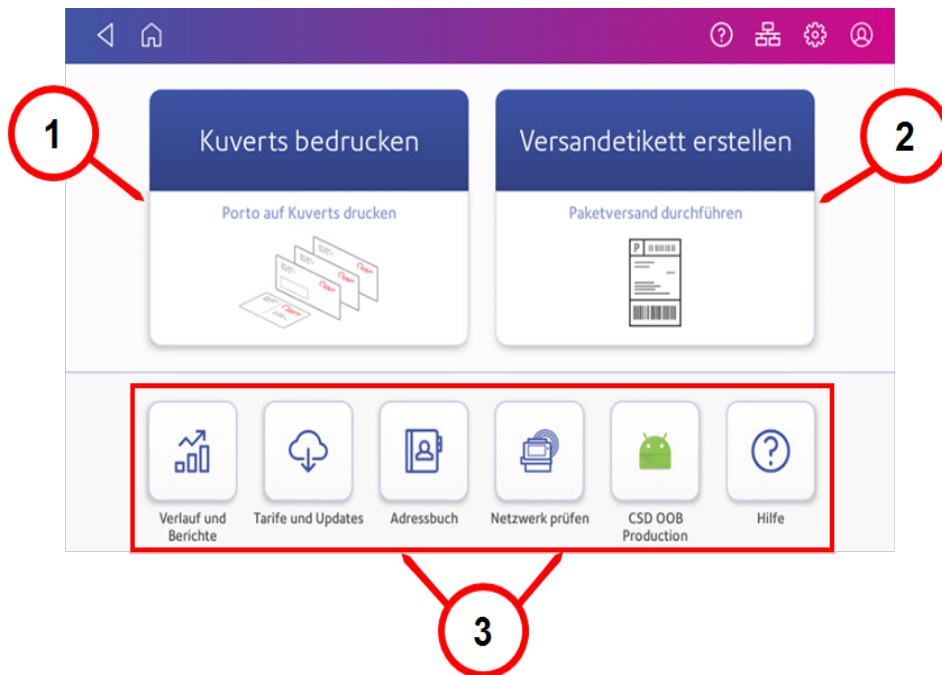 1
Kuverts bedrucken
Porto auf Kuverts drucken
Versandetikett erstellen
Paketversand durchführen
P
2
Verlauf und
Berichte
Tarife und Updates
Adressbuch
Netzwerk prüfen
CSD OOB
Production
Hilfe
3